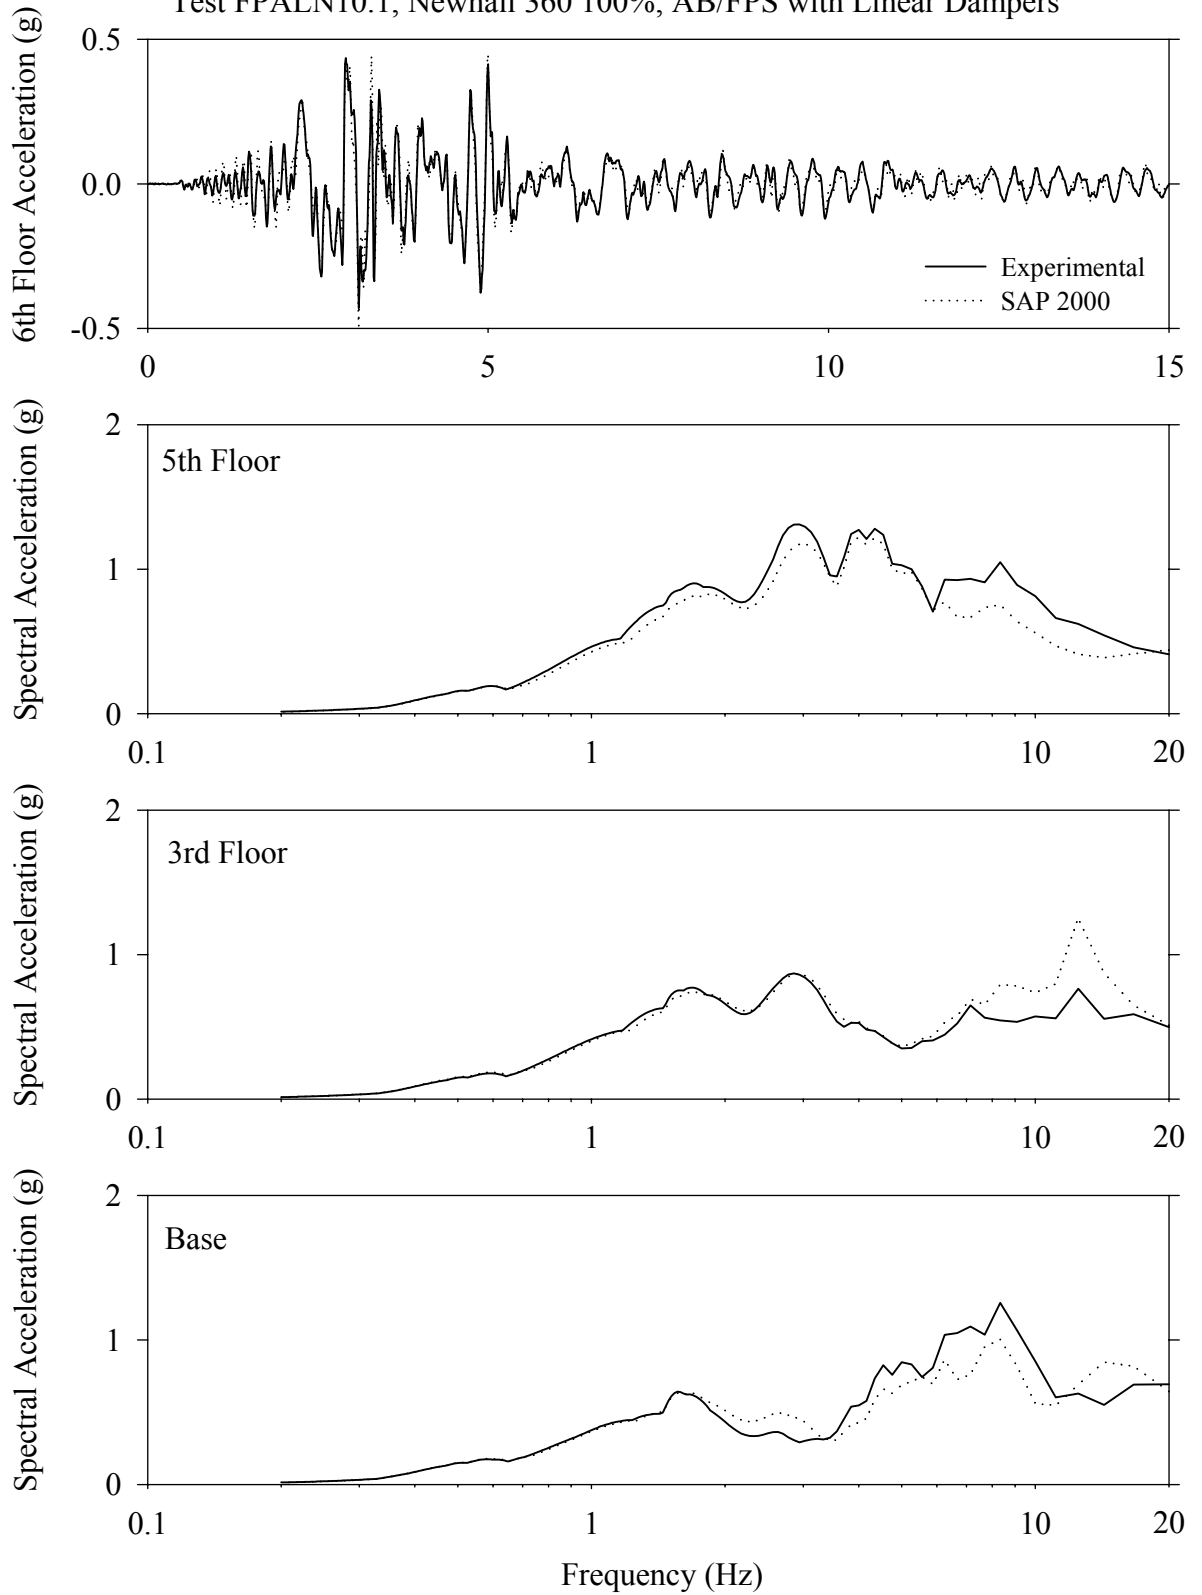 Test FPALN10.1, Newhall 360 100%, AB/FPS with Linear Dampers
6th Floor Acceleration (g)
0.5
0.0
-0.5
Experimental
SAP 2000
0
5
10
15
Spectral Acceleration (g)
2
1
0
5th Floor
0.1
1
10
20
Spectral Acceleration (g)
2
1
0
3rd Floor
0.1
1
10
20
Spectral Acceleration (g)
2
1
0
Base
0.1
1
10
20
Frequency (Hz)